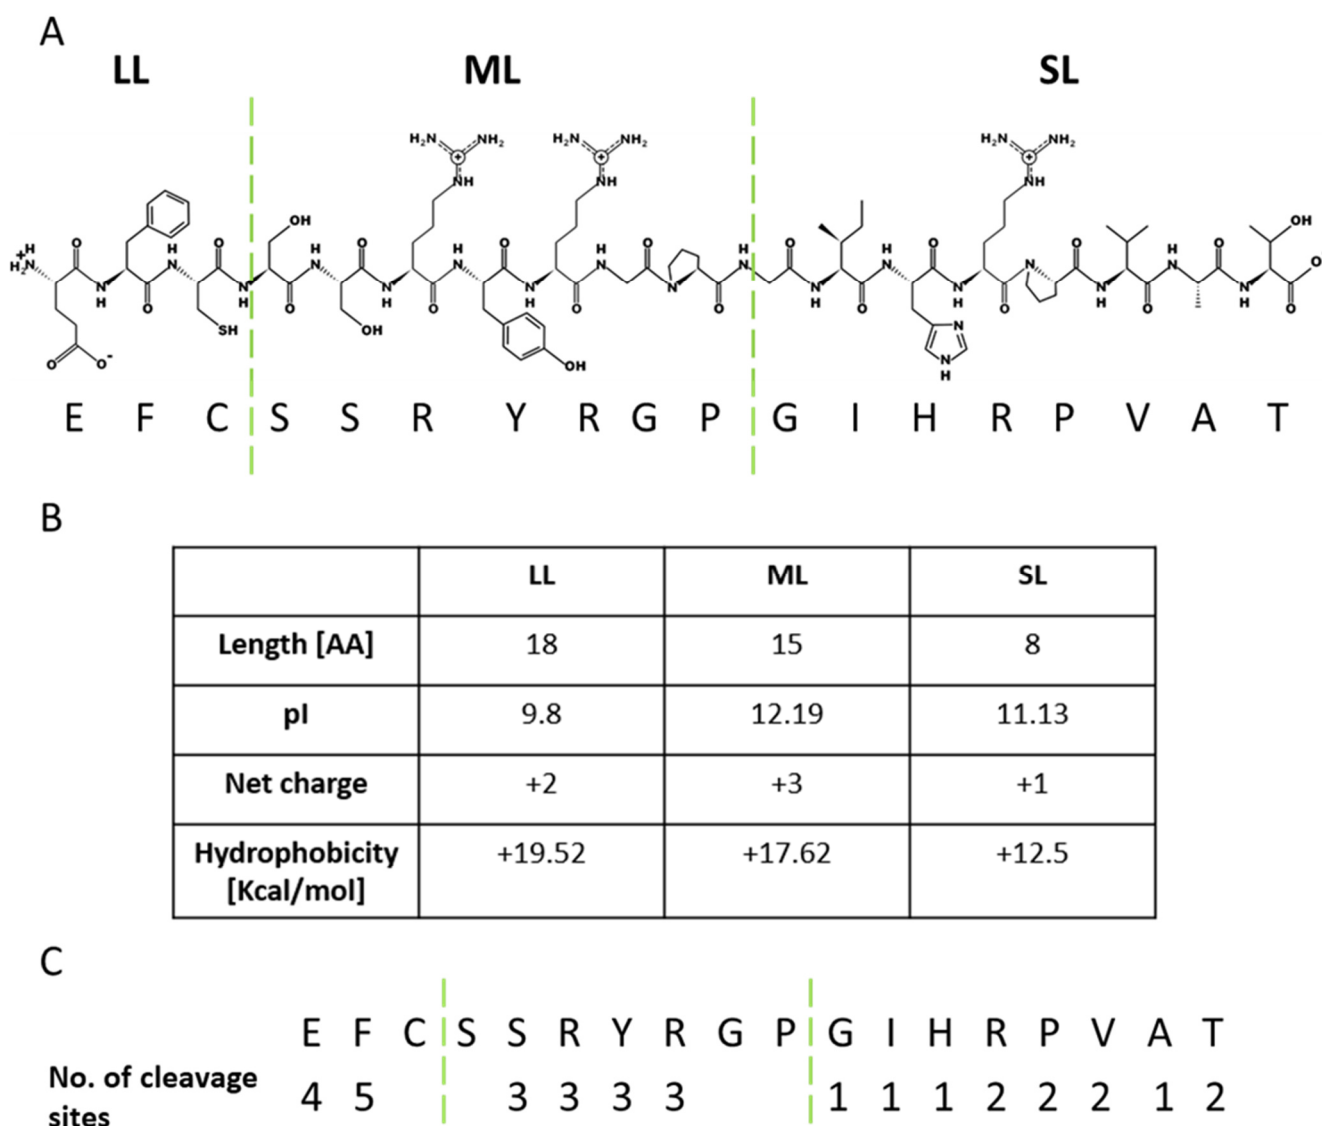 A
LL ML SL
H₂N NH₂ H₂N NH₂ H₂N NH₂
NH NH NH
OH OH
H + H₂N O H O H O H O H O H O H O H O H O O
N H O N H O N H O N H O N O N H O N H O N H O N H O
SH OH N
O O⁻ OH N H
E F C S S R Y R G P G I H R P V A T
B
LL ML SL
Length [AA] 18 15 8
pI 9.8 12.19 11.13
Net charge +2 +3 +1
Hydrophobicity +19.52 +17.62 +12.5
[Kcal/mol]
C
E F C S S R Y R G P G I H R P V A T
No. of cleavage
sites 4 5 3 3 3 3 1 1 1 2 2 2 1 2